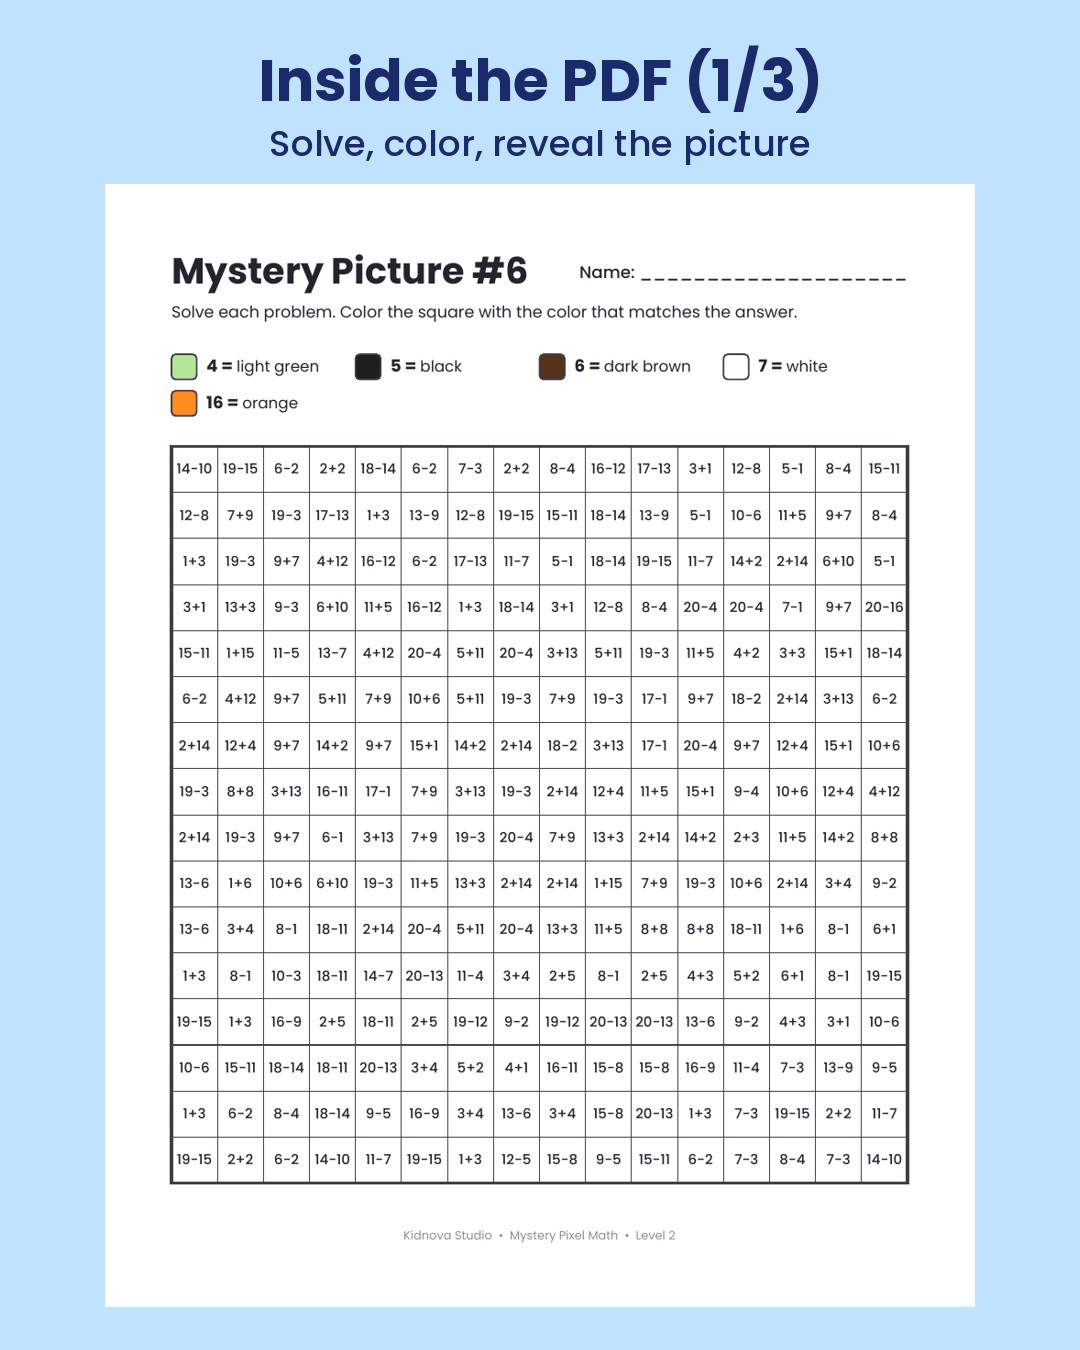 Inside the PDF (1/3)
Solve, color, reveal the picture
Mystery Picture #6 Name: ____________________
Solve each problem. Color the square with the color that matches the answer.
4 = light green 5 = black 6 = dark brown 7 = white
16 = orange
14-10 19-15 6-2 2+2 18-14 6-2 7-3 2+2 8-4 16-12 17-13 3+1 12-8 5-1 8-4 15-11
12-8 7+9 19-3 17-13 1+3 13-9 12-8 19-15 15-11 18-14 13-9 5-1 10-6 11+5 9+7 8-4
1+3 19-3 9+7 4+12 16-12 6-2 17-13 11-7 5-1 18-14 19-15 11-7 14+2 2+14 6+10 5-1
3+1 13+3 9-3 6+10 11+5 16-12 1+3 18-14 3+1 12-8 8-4 20-4 20-4 7-1 9+7 20-16
15-11 1+15 11-5 13-7 4+12 20-4 5+11 20-4 3+13 5+11 19-3 11+5 4+2 3+3 15+1 18-14
6-2 4+12 9+7 5+11 7+9 10+6 5+11 19-3 7+9 19-3 17-1 9+7 18-2 2+14 3+13 6-2
2+14 12+4 9+7 14+2 9+7 15+1 14+2 2+14 18-2 3+13 17-1 20-4 9+7 12+4 15+1 10+6
19-3 8+8 3+13 16-11 17-1 7+9 3+13 19-3 2+14 12+4 11+5 15+1 9-4 10+6 12+4 4+12
2+14 19-3 9+7 6-1 3+13 7+9 19-3 20-4 7+9 13+3 2+14 14+2 2+3 11+5 14+2 8+8
13-6 1+6 10+6 6+10 19-3 11+5 13+3 2+14 2+14 1+15 7+9 19-3 10+6 2+14 3+4 9-2
13-6 3+4 8-1 18-11 2+14 20-4 5+11 20-4 13+3 11+5 8+8 8+8 18-11 1+6 8-1 6+1
1+3 8-1 10-3 18-11 14-7 20-13 11-4 3+4 2+5 8-1 2+5 4+3 5+2 6+1 8-1 19-15
19-15 1+3 16-9 2+5 18-11 2+5 19-12 9-2 19-12 20-13 20-13 13-6 9-2 4+3 3+1 10-6
10-6 15-11 18-14 18-11 20-13 3+4 5+2 4+1 16-11 15-8 15-8 16-9 11-4 7-3 13-9 9-5
1+3 6-2 8-4 18-14 9-5 16-9 3+4 13-6 3+4 15-8 20-13 1+3 7-3 19-15 2+2 11-7
19-15 2+2 6-2 14-10 11-7 19-15 1+3 12-5 15-8 9-5 15-11 6-2 7-3 8-4 7-3 14-10
Kidnova Studio • Mystery Pixel Math • Level 2